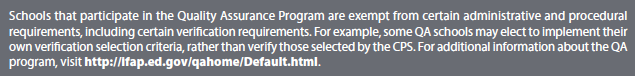 Schools that participate in the Quality Assurance Program are exempt from certain administrative and procedural
requirements, including certain verification requirements. For example, some QA schools may elect to implement their
own verification selection criteria, rather than verify those selected by the CPS. For additional information about the QA
program, visit http://ifap.ed.gov/qahome/Default.html.